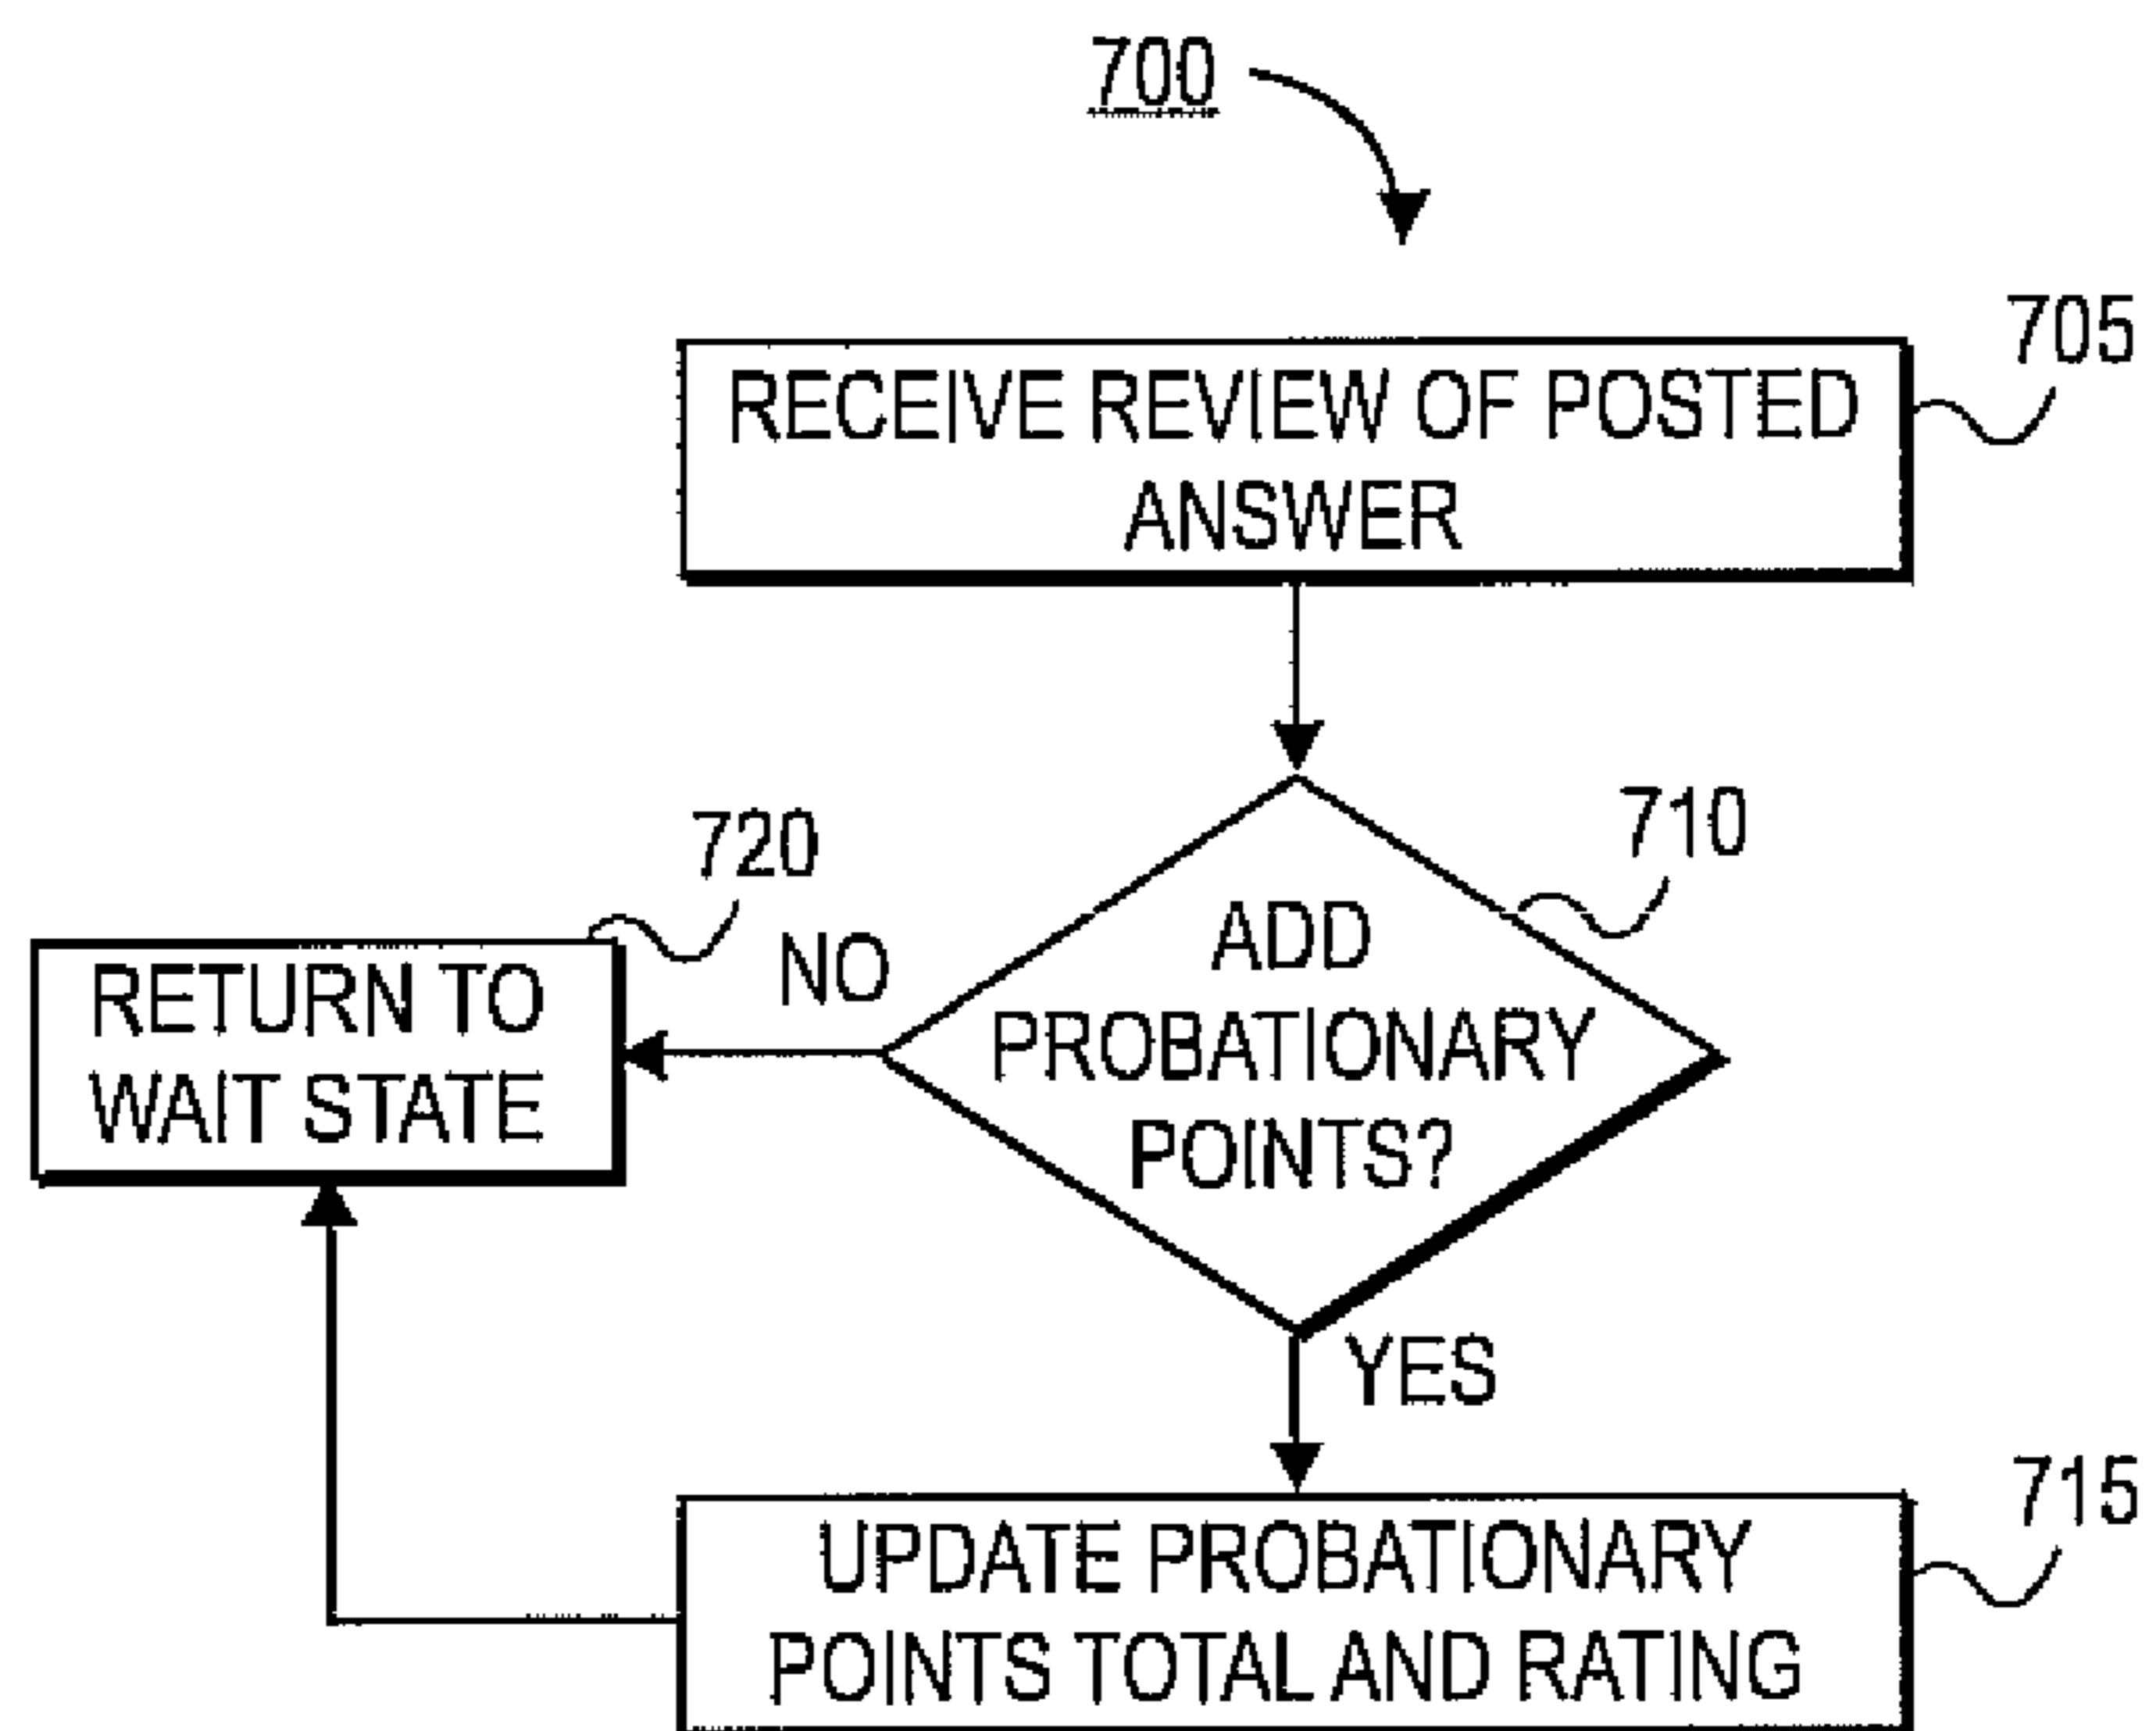 700
705
RECEIVE REVIEW OF POSTED
ANSWER
710
720
ADD
PROBATIONARY
POINTS?
NO
RETURN TO
WAIT STATE
YES
715
UPDATE PROBATIONARY
POINTS TOTAL AND RATING